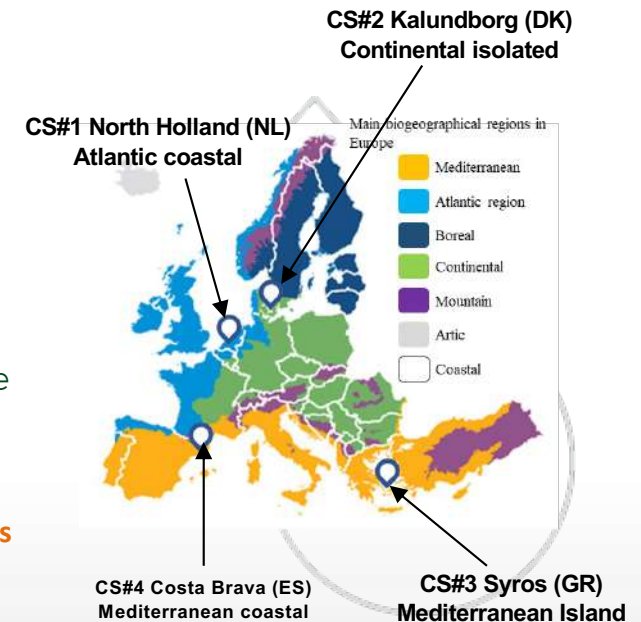 CS#2 Kalundborg (DK)
Continental isolated
CS#1 North Holland (NL)
Atlantic coastal
Main biogeographical regions in
Europe
Mediterranean
Atlantic region
Boreal
Continental
Mountain
Artic
Coastal
e
s
CS#4 Costa Brava (ES)
Mediterranean coastal
CS#3 Syros (GR)
Mediterranean Island